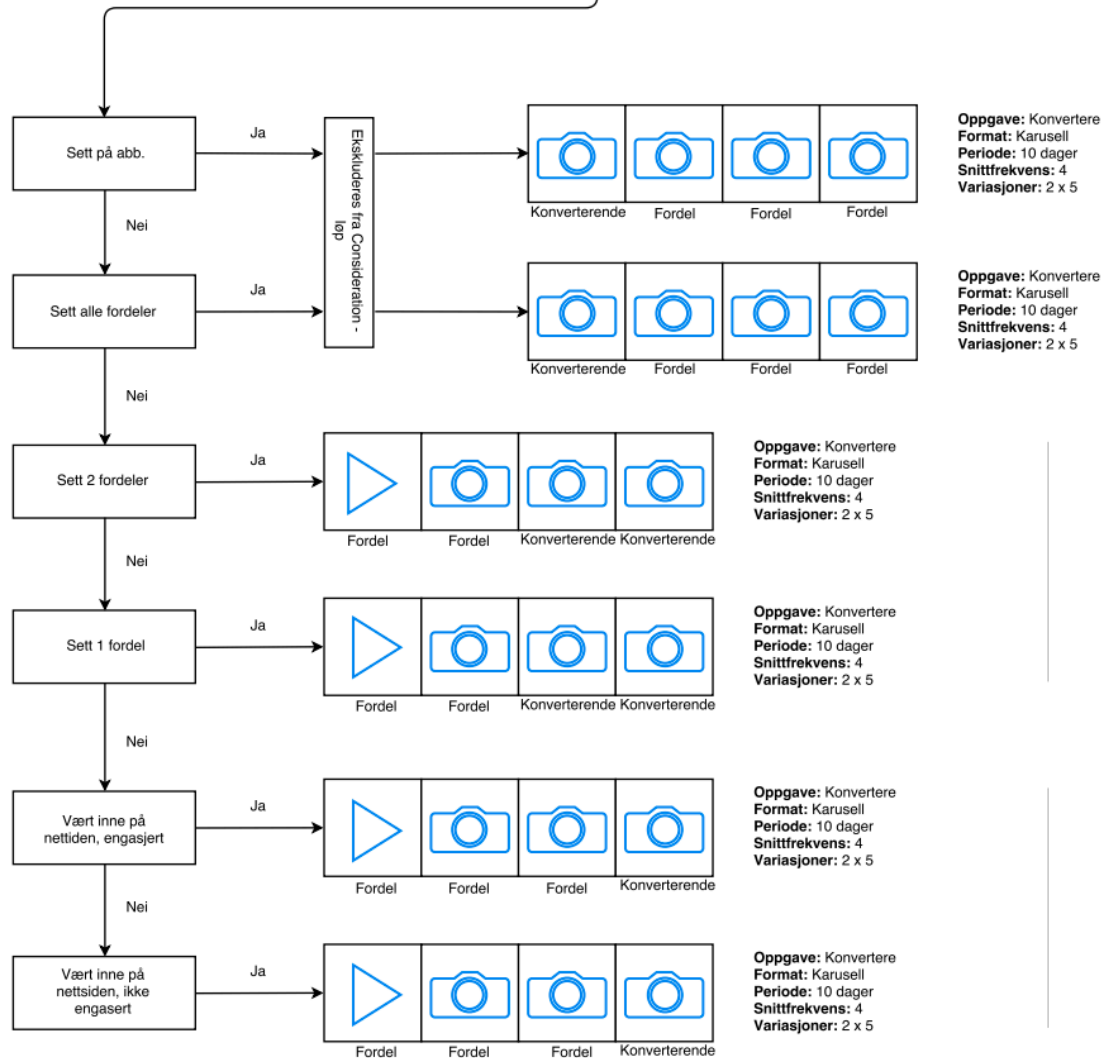 Sett på abb.
Ja
Ekskluderes fra Consideration -
løp
Konverterende
Fordel
Fordel
Fordel
Oppgave: Konvertere
Format: Karusell
Periode: 10 dager
Snittfrekvens: 4
Variasjoner: 2 x 5
Nei
Sett alle fordeler
Ja
Konverterende
Fordel
Fordel
Fordel
Oppgave: Konvertere
Format: Karusell
Periode: 10 dager
Snittfrekvens: 4
Variasjoner: 2 x 5
Nei
Sett 2 fordeler
Ja
Fordel
Fordel
Konverterende
Konverterende
Oppgave: Konvertere
Format: Karusell
Periode: 10 dager
Snittfrekvens: 4
Variasjoner: 2 x 5
Nei
Sett 1 fordel
Ja
Fordel
Fordel
Konverterende
Konverterende
Oppgave: Konvertere
Format: Karusell
Periode: 10 dager
Snittfrekvens: 4
Variasjoner: 2 x 5
Nei
Vært inne på
nettiden, engasjert
Ja
Fordel
Fordel
Fordel
Konverterende
Oppgave: Konvertere
Format: Karusell
Periode: 10 dager
Snittfrekvens: 4
Variasjoner: 2 x 5
Nei
Vært inne på
nettsiden, ikke
engasert
Ja
Fordel
Fordel
Fordel
Konverterende
Oppgave: Konvertere
Format: Karusell
Periode: 10 dager
Snittfrekvens: 4
Variasjoner: 2 x 5